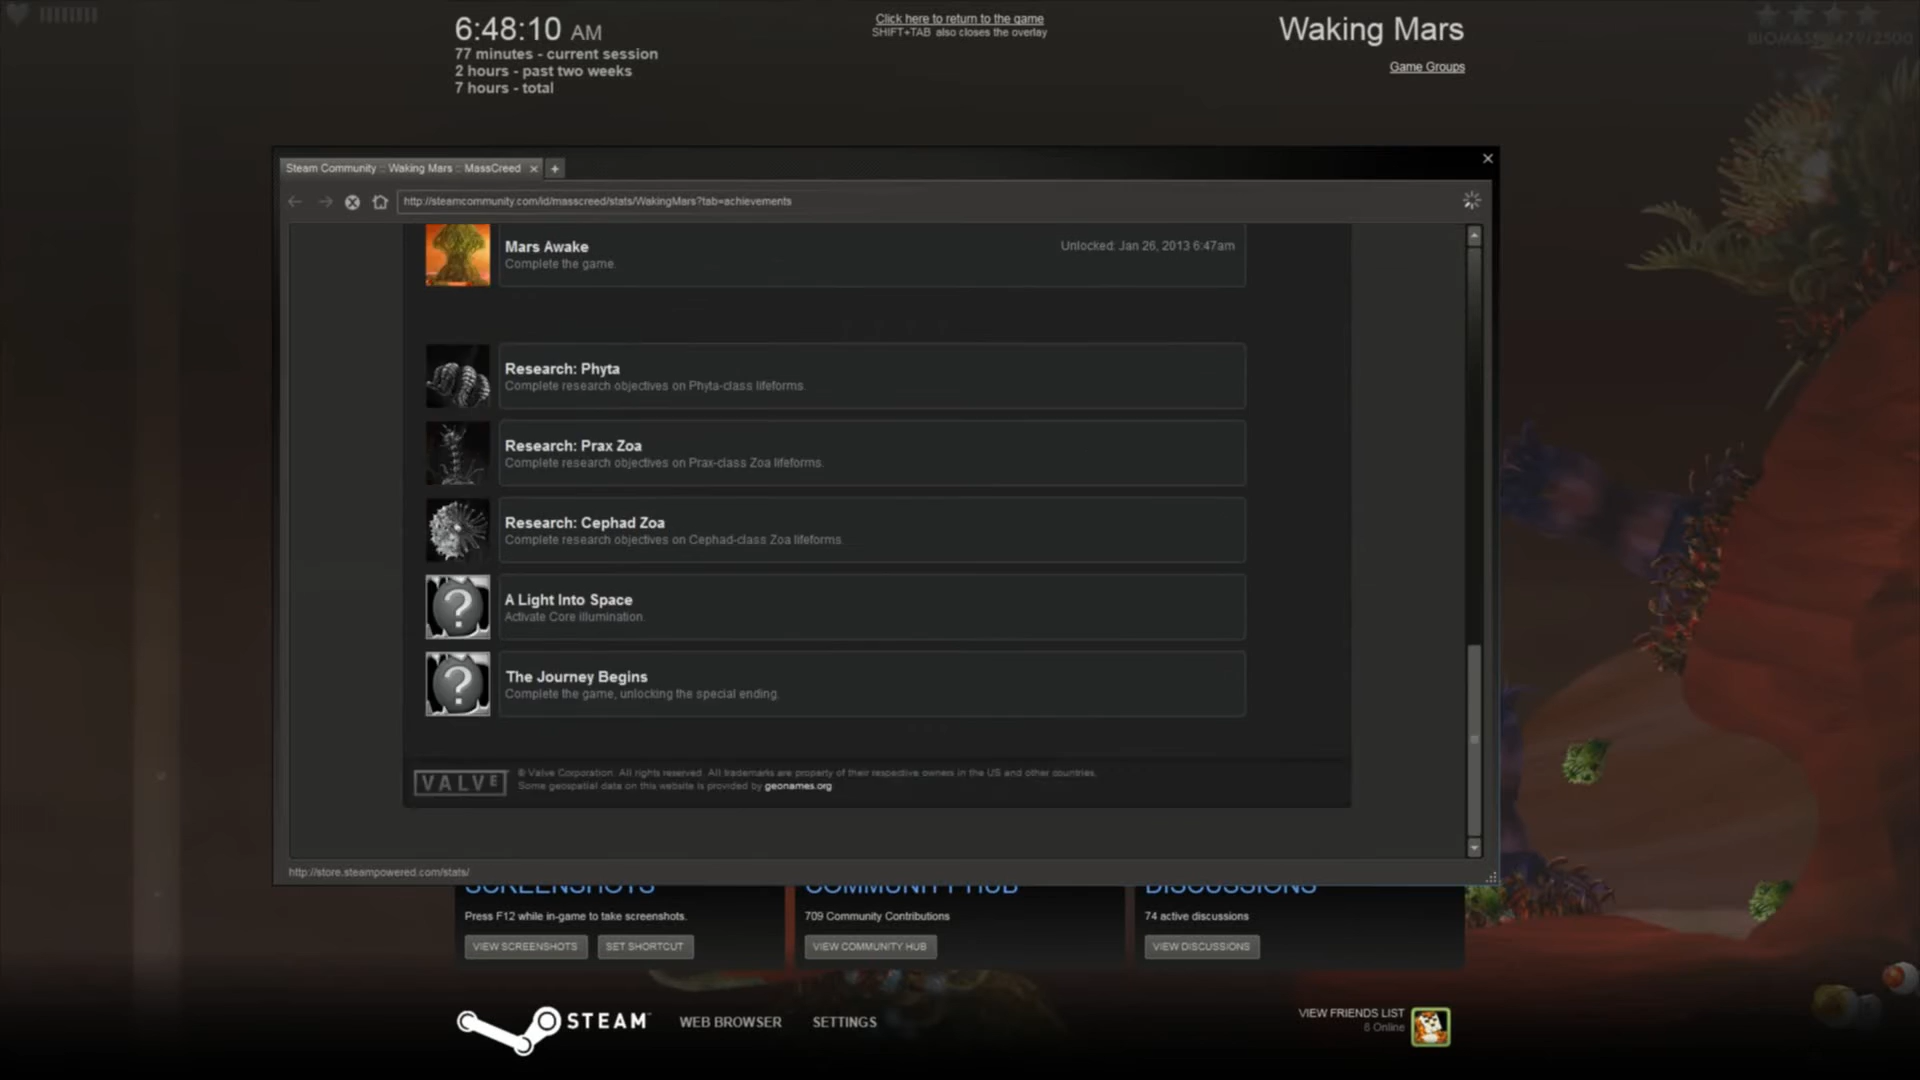 6:48:10 AM
77 minutes - current session
2 hours - past two weeks
7 hours - total
Click here to return to the game
SHIFT+TAB also closes the overlay
Waking Mars
Game Groups
BIOMASS
/2500
Steam Community :: Waking Mars :: MassCreed
http://steamcommunity.com/id/masscreed/stats/WakingMars?tab=achievements
Mars Awake
Unlocked: Jan 26, 2013 6:47am
Complete the game.
Research: Phyta
Complete research objectives on Phyta-class lifeforms.
Research: Prax Zoa
Complete research objectives on Prax-class Zoa lifeforms.
Research: Cephad Zoa
Complete research objectives on Cephad-class Zoa lifeforms.
A Light Into Space
Activate Core illumination.
The Journey Begins
Complete the game, unlocking the special ending.
VALVE
© Valve Corporation. All rights reserved. All trademarks are property of their respective owners in the US and other countries.
Some geospatial data on this website is provided by geonames.org
http://store.steampowered.com/stats/
SCREENSHOTS
COMMUNITY HUB
DISCUSSIONS
Press F12 while in-game to take screenshots.
709 Community Contributions
74 active discussions
VIEW SCREENSHOTS
SET SHORTCUT
VIEW COMMUNITY HUB
VIEW DISCUSSIONS
STEAM
WEB BROWSER
SETTINGS
VIEW FRIENDS LIST
8 Online